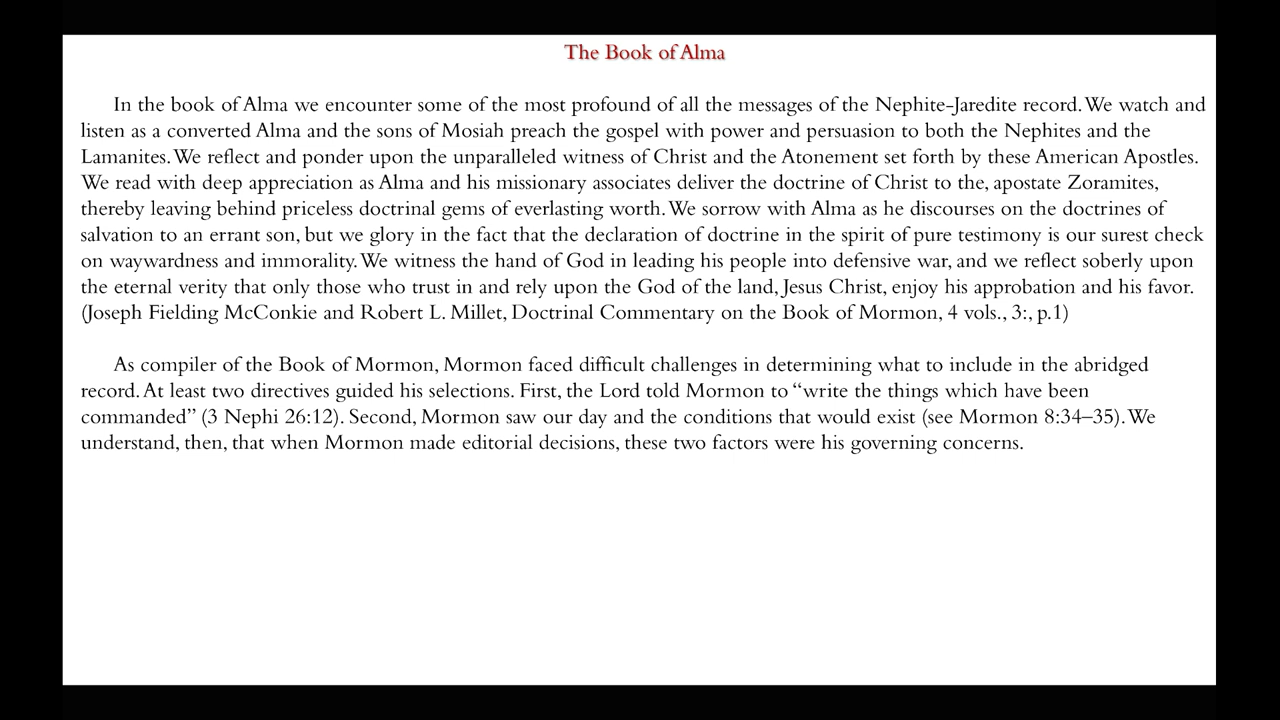 The Book of Alma
In the book of Alma we encounter some of the most profound of all the messages of the Nephite-Jaredite record. We watch and
listen as a converted Alma and the sons of Mosiah preach the gospel with power and persuasion to both the Nephites and the
Lamanites. We reflect and ponder upon the unparalleled witness of Christ and the Atonement set forth by these American Apostles.
We read with deep appreciation as Alma and his missionary associates deliver the doctrine of Christ to the, apostate Zoramites,
thereby leaving behind priceless doctrinal gems of everlasting worth. We sorrow with Alma as he discourses on the doctrines of
salvation to an errant son, but we glory in the fact that the declaration of doctrine in the spirit of pure testimony is our surest check
on waywardness and immorality. We witness the hand of God in leading his people into defensive war, and we reflect soberly upon
the eternal verity that only those who trust in and rely upon the God of the land, Jesus Christ, enjoy his approbation and his favor.
(Joseph Fielding McConkie and Robert L. Millet, Doctrinal Commentary on the Book of Mormon, 4 vols., 3:, p.1)
As compiler of the Book of Mormon, Mormon faced difficult challenges in determining what to include in the abridged
record. At least two directives guided his selections. First, the Lord told Mormon to “write the things which have been
commanded” (3 Nephi 26:12). Second, Mormon saw our day and the conditions that would exist (see Mormon 8:34–35). We
understand, then, that when Mormon made editorial decisions, these two factors were his governing concerns.